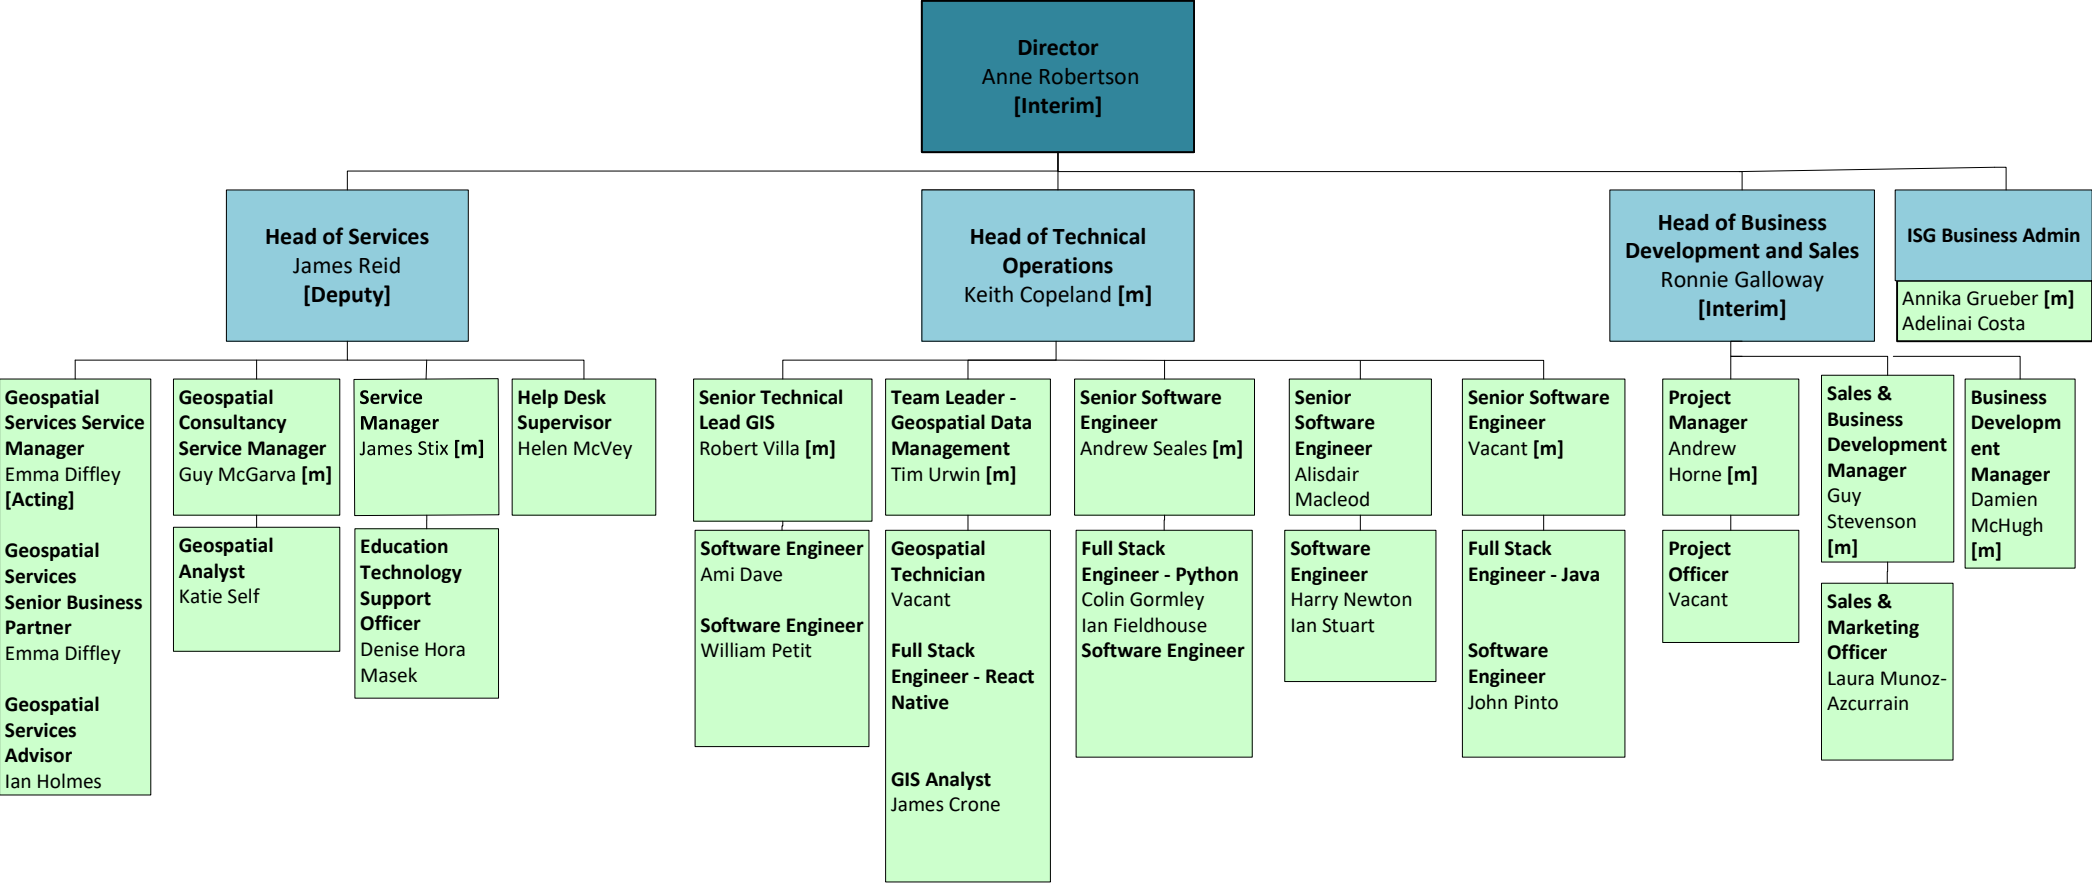 Director
Anne Robertson
[Interim]
Head of Services
James Reid
[Deputy]
Head of Technical
Operations
Keith Copeland [m]
Head of Business
Development and Sales
Ronnie Galloway
[Interim]
ISG Business Admin
Annika Grueber [m]
Adelinai Costa
Geospatial
Services Service
Manager
Emma Diffley
[Acting]
Geospatial
Services
Senior Business
Partner
Emma Diffley
Geospatial
Services
Advisor
Ian Holmes
Geospatial
Consultancy
Service Manager
Guy McGarva [m]
Geospatial
Analyst
Katie Self
Service
Manager
James Stix [m]
Education
Technology
Support
Officer
Denise Hora
Masek
Help Desk
Supervisor
Helen McVey
Senior Technical
Lead GIS
Robert Villa [m]
Software Engineer
Ami Dave
Software Engineer
William Petit
Team Leader -
Geospatial Data
Management
Tim Urwin [m]
Geospatial
Technician
Vacant
Full Stack
Engineer - React
Native
GIS Analyst
James Crone
Senior Software
Engineer
Andrew Seales [m]
Full Stack
Engineer - Python
Colin Gormley
Ian Fieldhouse
Software Engineer
Senior
Software
Engineer
Alisdair
Macleod
Software
Engineer
Harry Newton
Ian Stuart
Senior Software
Engineer
Vacant [m]
Full Stack
Engineer - Java
Software
Engineer
John Pinto
Project
Manager
Andrew
Horne [m]
Project
Officer
Vacant
Sales &
Business
Development
Manager
Guy
Stevenson
[m]
Sales &
Marketing
Officer
Laura Munoz-
Azcurrain
Business
Developm
ent
Manager
Damien
McHugh
[m]